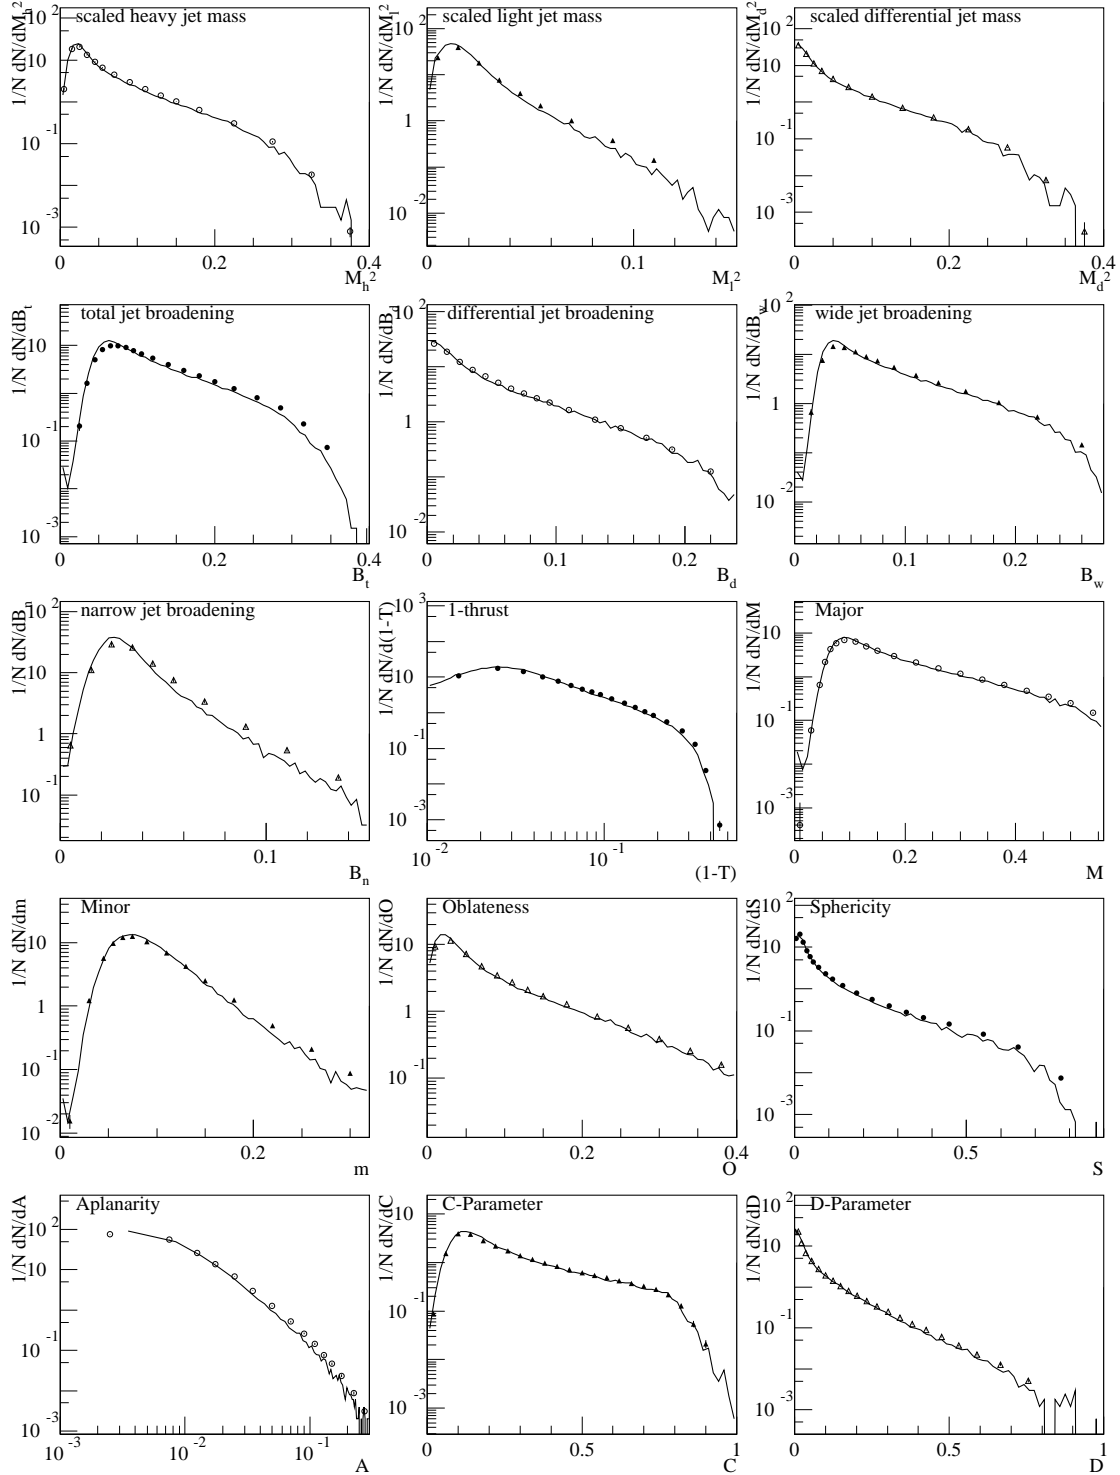 scaled heavy jet mass
1/N dN/dM_h^2
10^2
10
10^-1
10^-3
0 0.2 0.4
M_h^2
scaled light jet mass
1/N dN/dM_l^2
10
1
10^-2
0 0.1
M_l^2
scaled differential jet mass
1/N dN/dM_d^2
10^2
10
10^-1
10^-3
0 0.2 0.4
M_d^2
total jet broadening
1/N dN/dB_t
10
10^-1
10^-3
0 0.2 0.4
B_t
differential jet broadening
1/N dN/dB_d
10^2
1
10^-2
0 0.1 0.2
B_d
wide jet broadening
1/N dN/dB_w
10^2
1
10^-2
0 0.1 0.2
B_w
narrow jet broadening
1/N dN/dB_n
10^2
10
1
10^-1
0 0.1
B_n
1-thrust
1/N dN/d(1-T)
10^3
10
10^-1
10^-3
10^-2 10^-1
(1-T)
Major
1/N dN/dM
10
10^-1
10^-3
0 0.2 0.4
M
Minor
1/N dN/dm
10
1
10^-1
10^-2
0 0.2
m
Oblateness
1/N dN/dO
10
1
10^-1
0 0.2 0.4
O
Sphericity
1/N dN/dS
10^2
10
10^-1
10^-3
0 0.5
S
Aplanarity
1/N dN/dA
10^2
10
10^-1
10^-3
10^-3 10^-2 10^-1
A
C-Parameter
1/N dN/dC
10
10^-1
10^-3
0 0.5 1
C
D-Parameter
1/N dN/dD
10^2
10
10^-1
10^-3
0 0.5 1
D